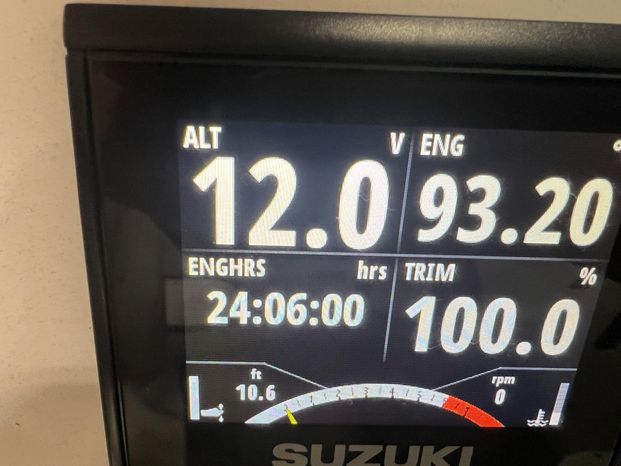 ALT V ENG
12.0 93.20
ENGHRS hrs TRIM %
24:06:00 100.0
ft rpm
10.6 0
SUZUKI